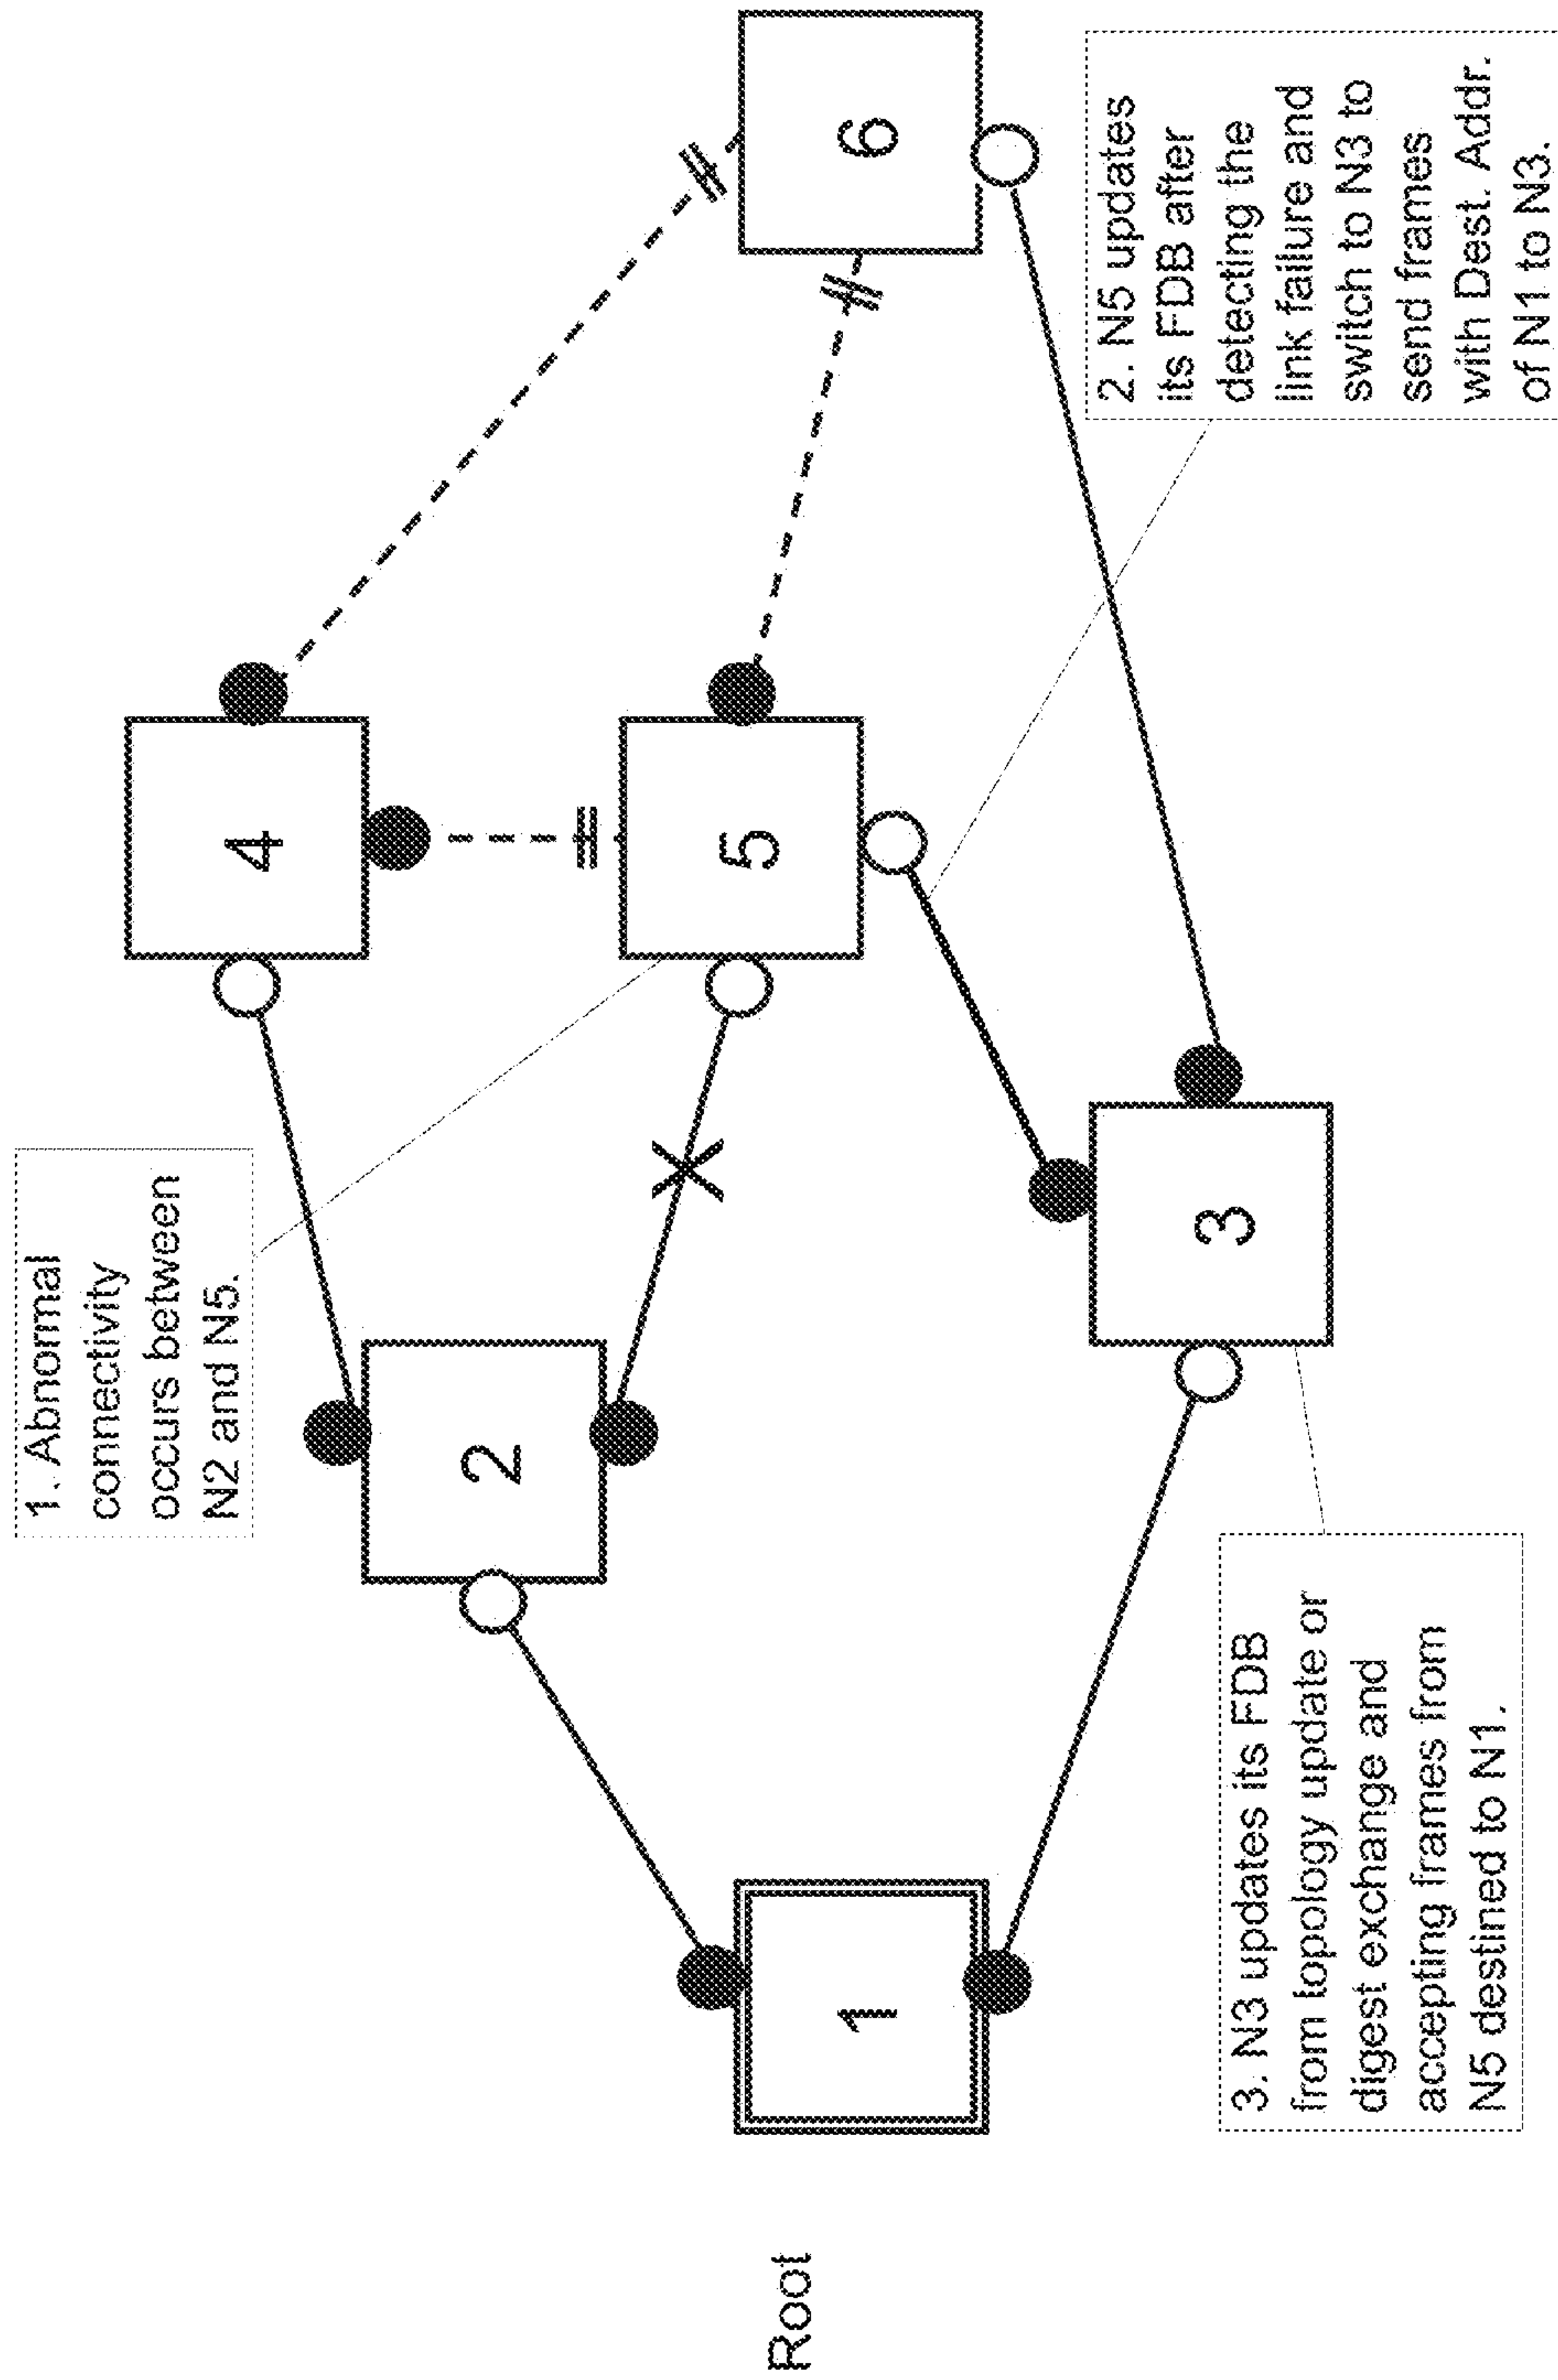 1. Abnormal
connectivity
occurs between
N2 and N5.
4
6
2
5
1
Root
3
2. N5 updates
its FDB after
detecting the
link failure and
switch to N3 to
send frames
with Dest. Addr.
of N1 to N3.
3. N3 updates its FDB
from topology update or
digest exchange and
accepting frames from
N5 destined to N1.